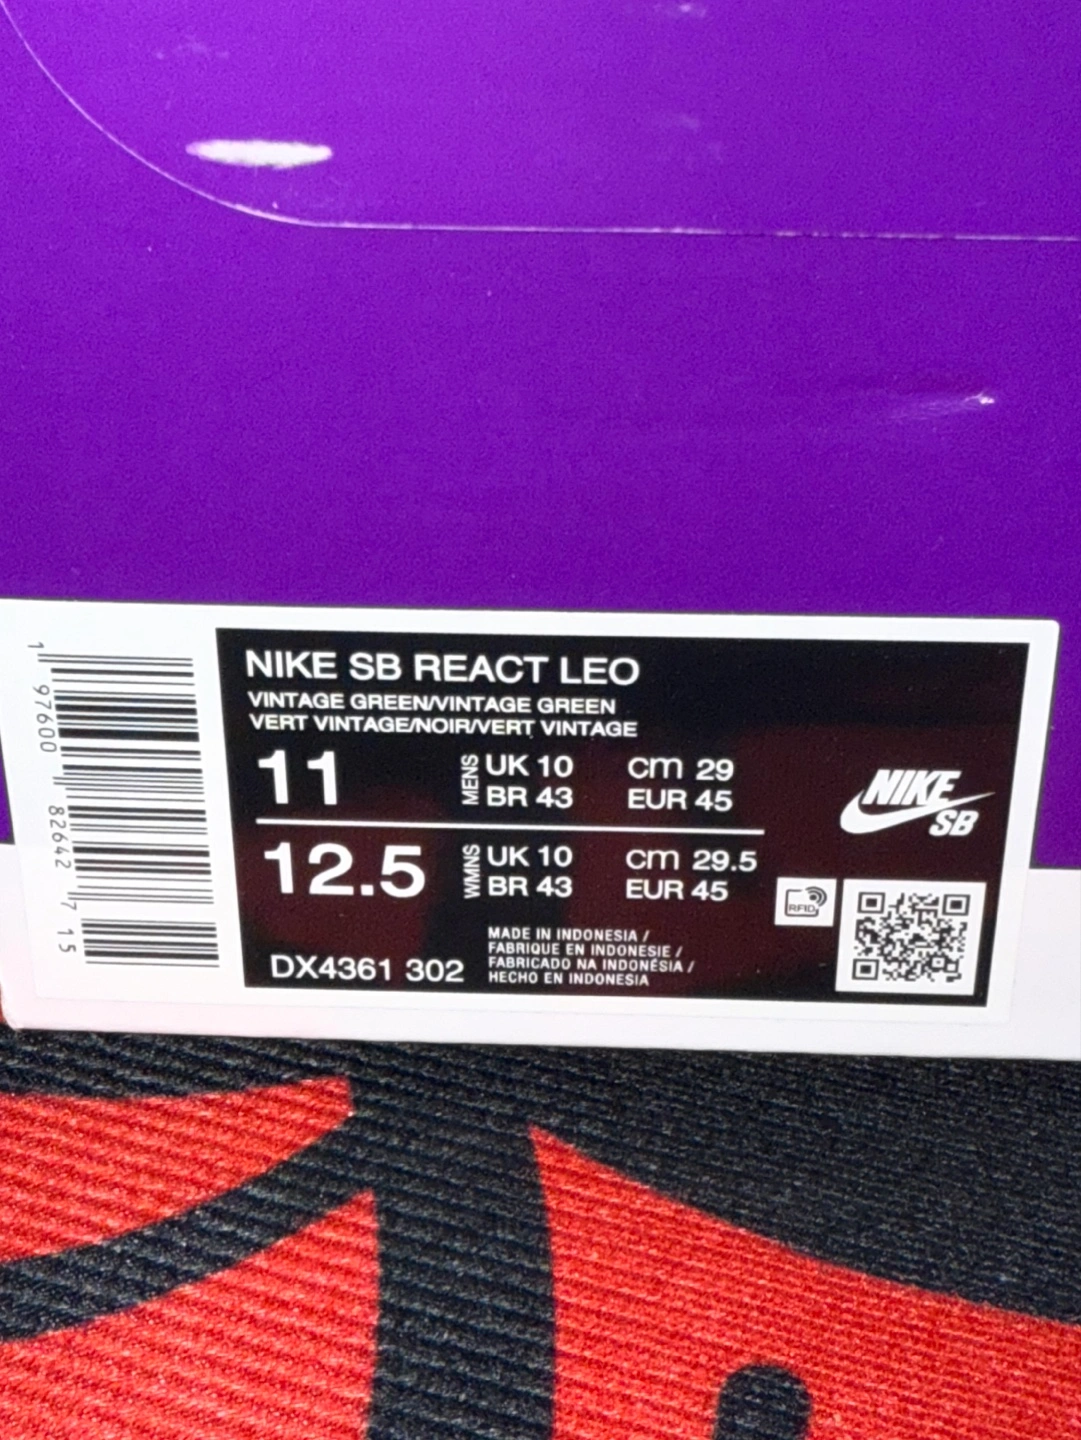 NIKE SB REACT LEO
VINTAGE GREEN/VINTAGE GREEN
VERT VINTAGE/NOIR/VERT VINTAGE
11 MENS UK 10 cm 29
BR 43 EUR 45
12.5 WMNS UK 10 cm 29.5
BR 43 EUR 45
DX4361 302
MADE IN INDONESIA /
FABRIQUE EN INDONESIE /
FABRICADO NA INDONÉSIA /
HECHO EN INDONESIA
NIKE
SB
RFID
1 97600 82642 7 15